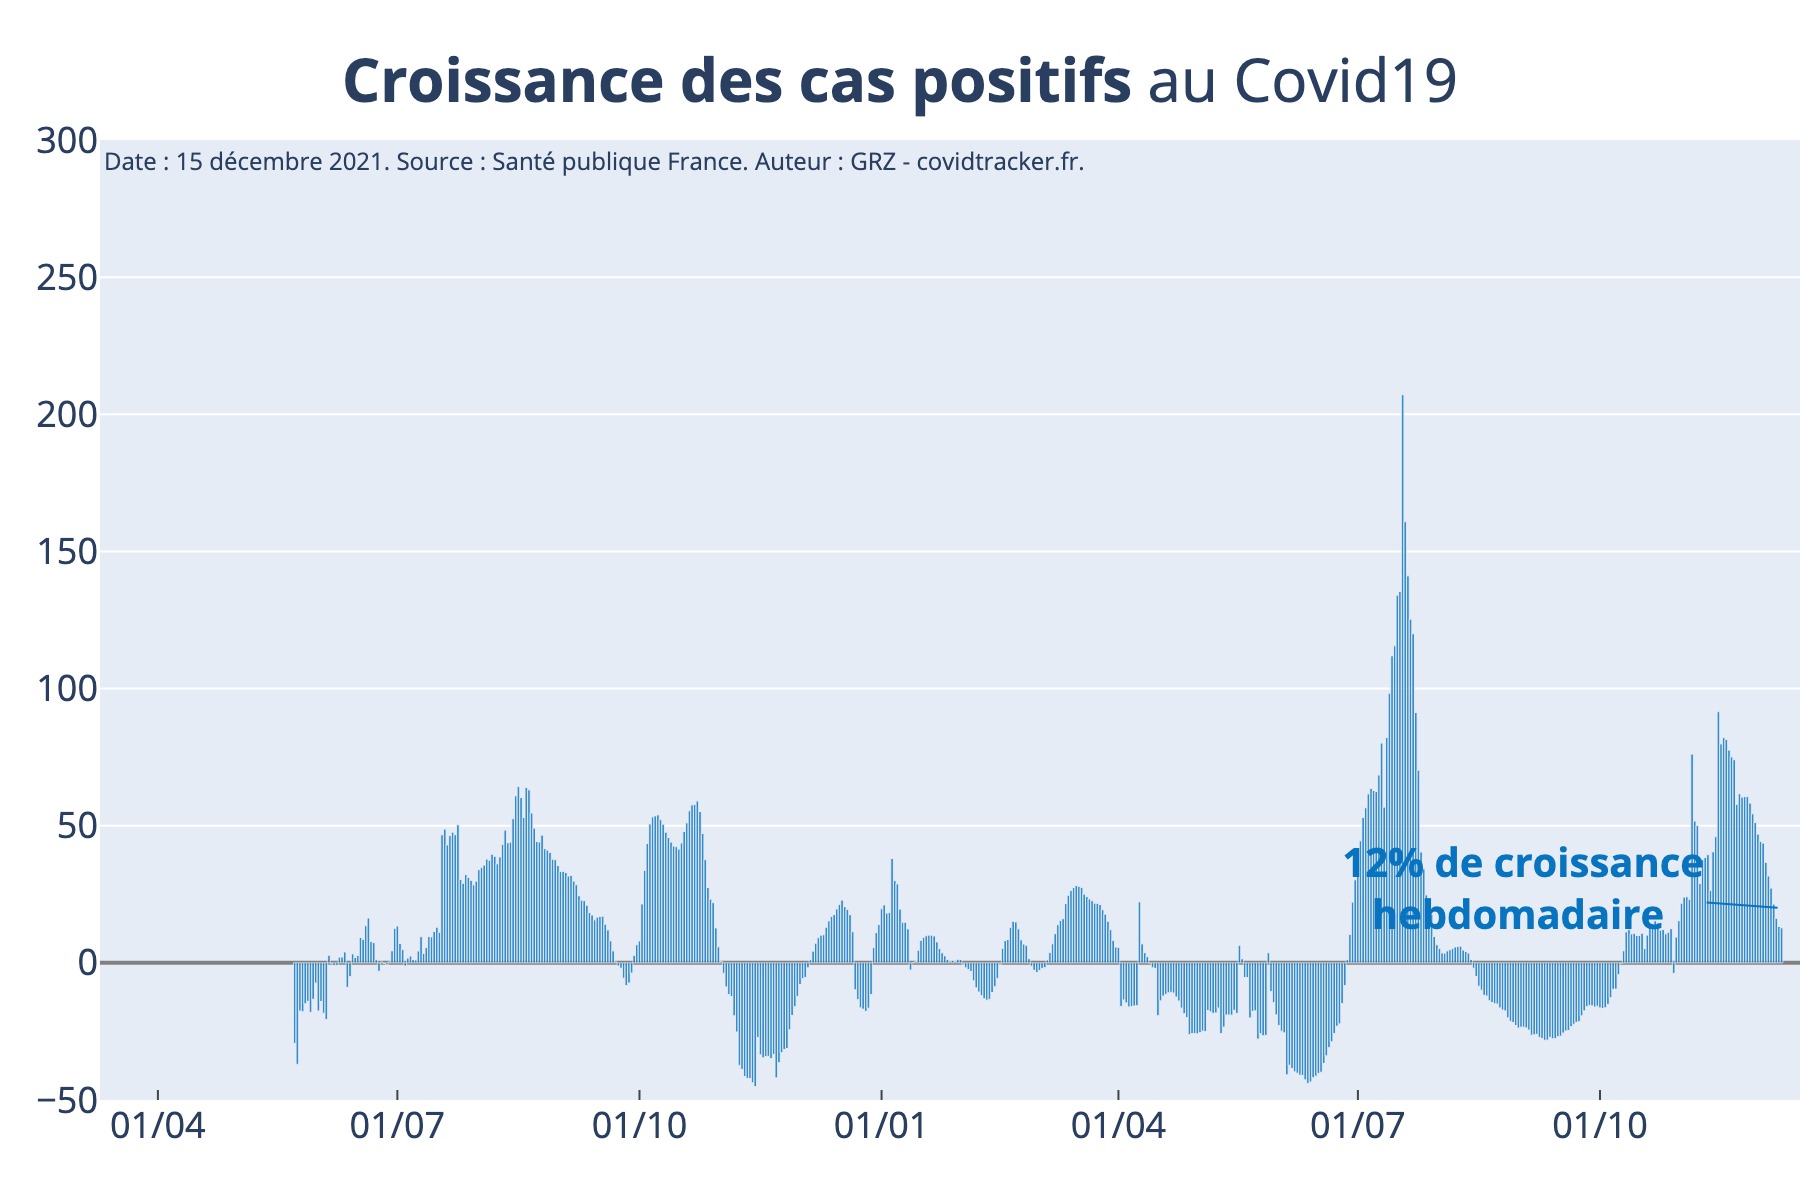 Croissance des cas positifs au Covid19
300
Date : 15 décembre 2021. Source : Santé publique France. Auteur : GRZ - covidtracker.fr.
250
200
150
100
50
12% de croissance
hebdomadaire
0
−50
01/04 01/07 01/10 01/01 01/04 01/07 01/10